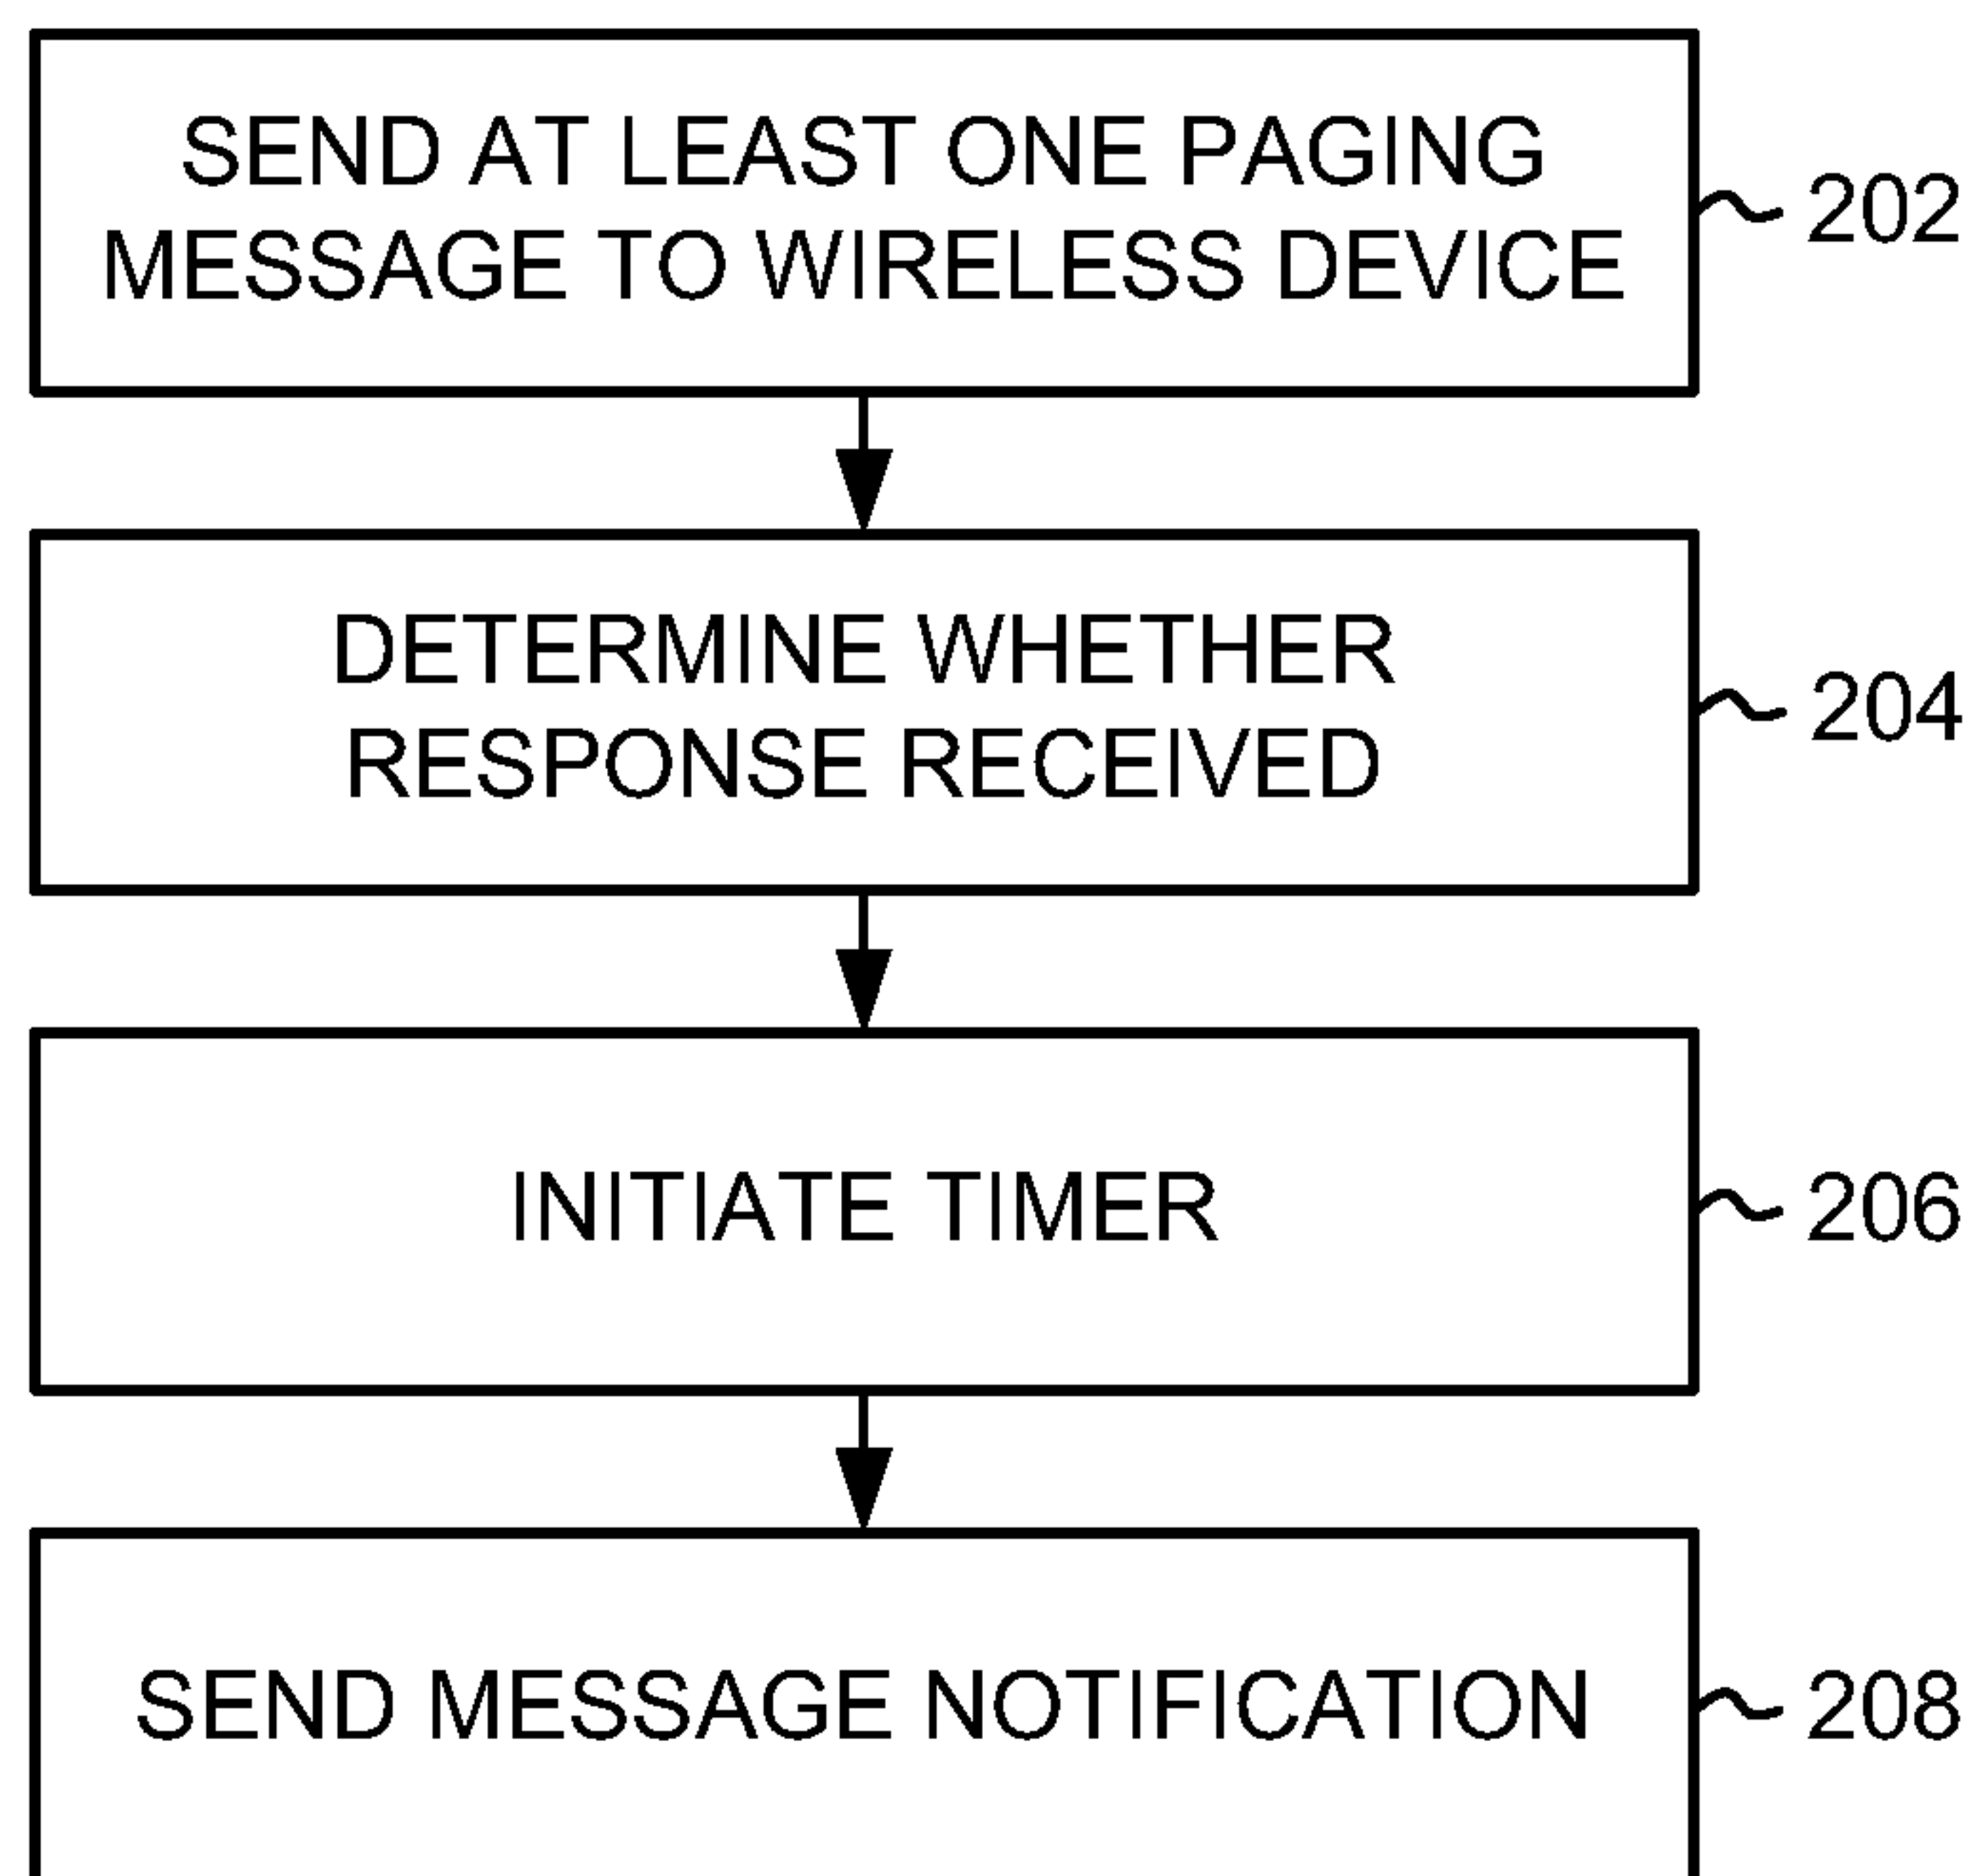 SEND AT LEAST ONE PAGING
MESSAGE TO WIRELESS DEVICE
202
DETERMINE WHETHER
RESPONSE RECEIVED
204
INITIATE TIMER
206
SEND MESSAGE NOTIFICATION
208